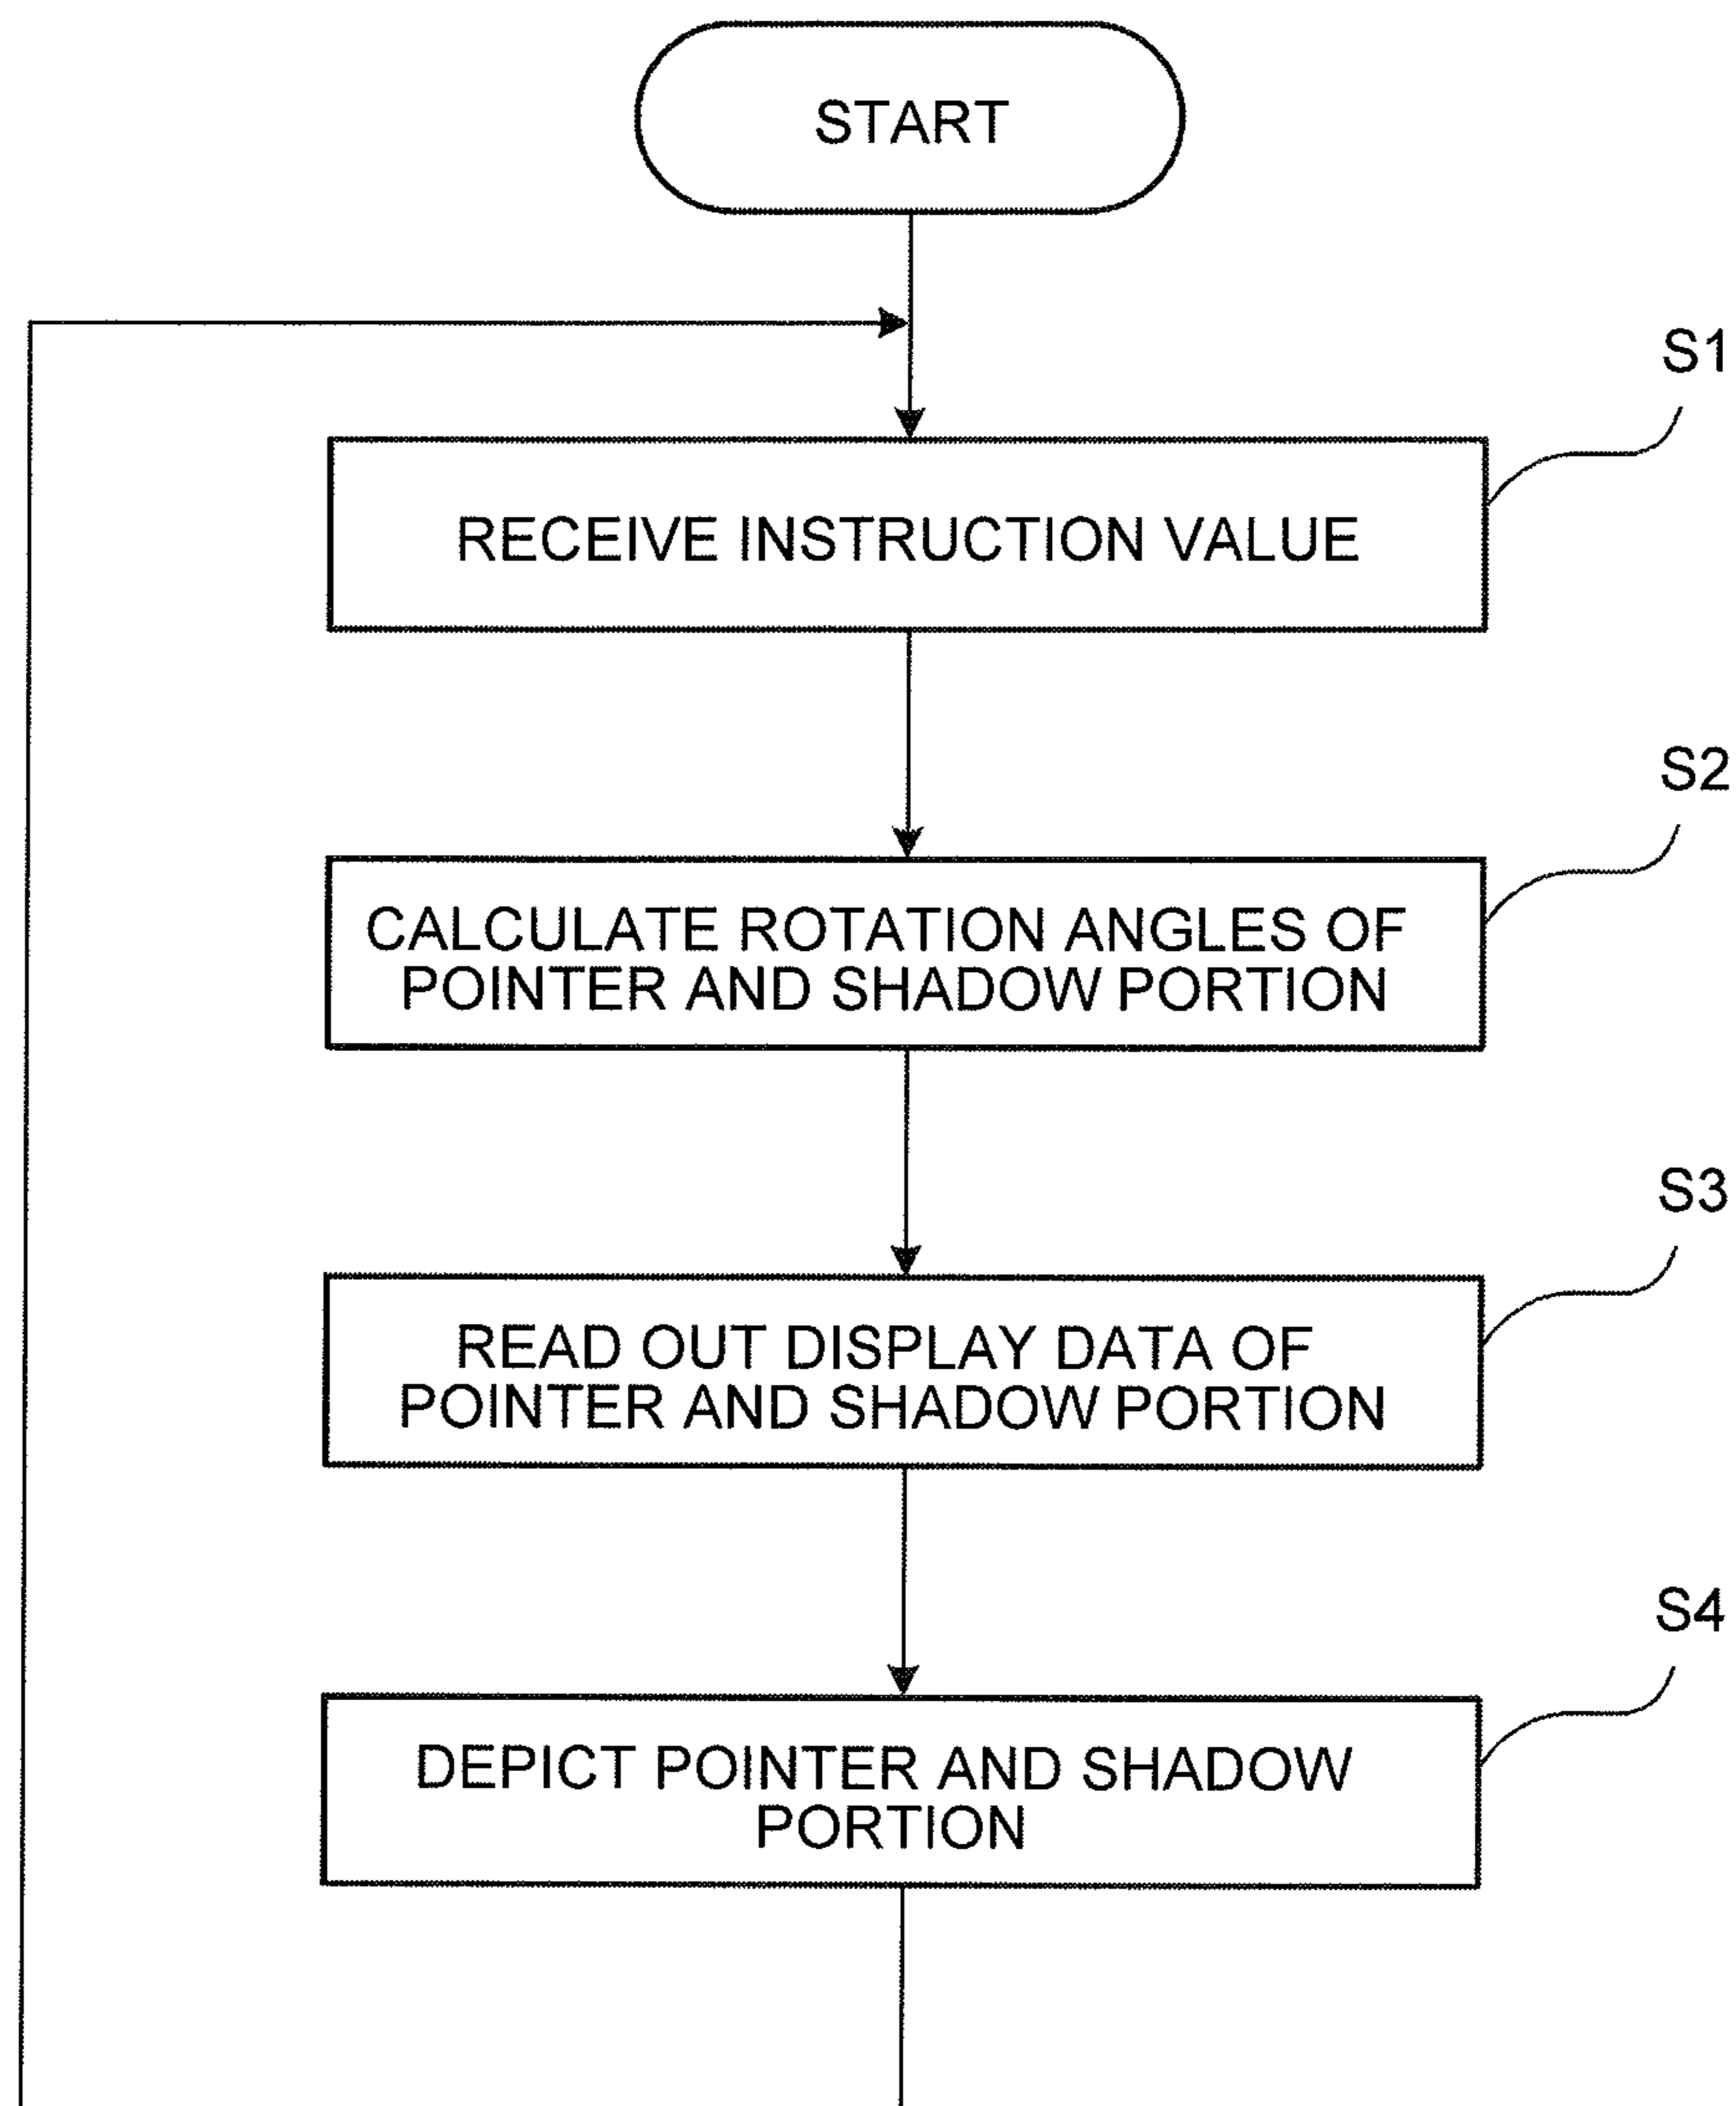 START
S1
RECEIVE INSTRUCTION VALUE
S2
CALCULATE ROTATION ANGLES OF
POINTER AND SHADOW PORTION
S3
READ OUT DISPLAY DATA OF
POINTER AND SHADOW PORTION
S4
DEPICT POINTER AND SHADOW
PORTION